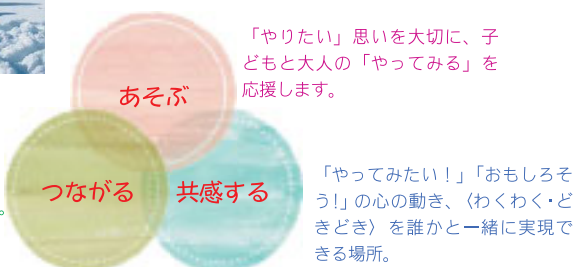 「やりたい」思いを大切に、子
どもと大人の「やってみる」を
応援します。
あそぶ
つながる
共感する
「やってみたい！」「おもしろそ
う！」の心の動き、〈わくわく・ど
きどき〉を誰かと一緒に実現で
きる場所。
。